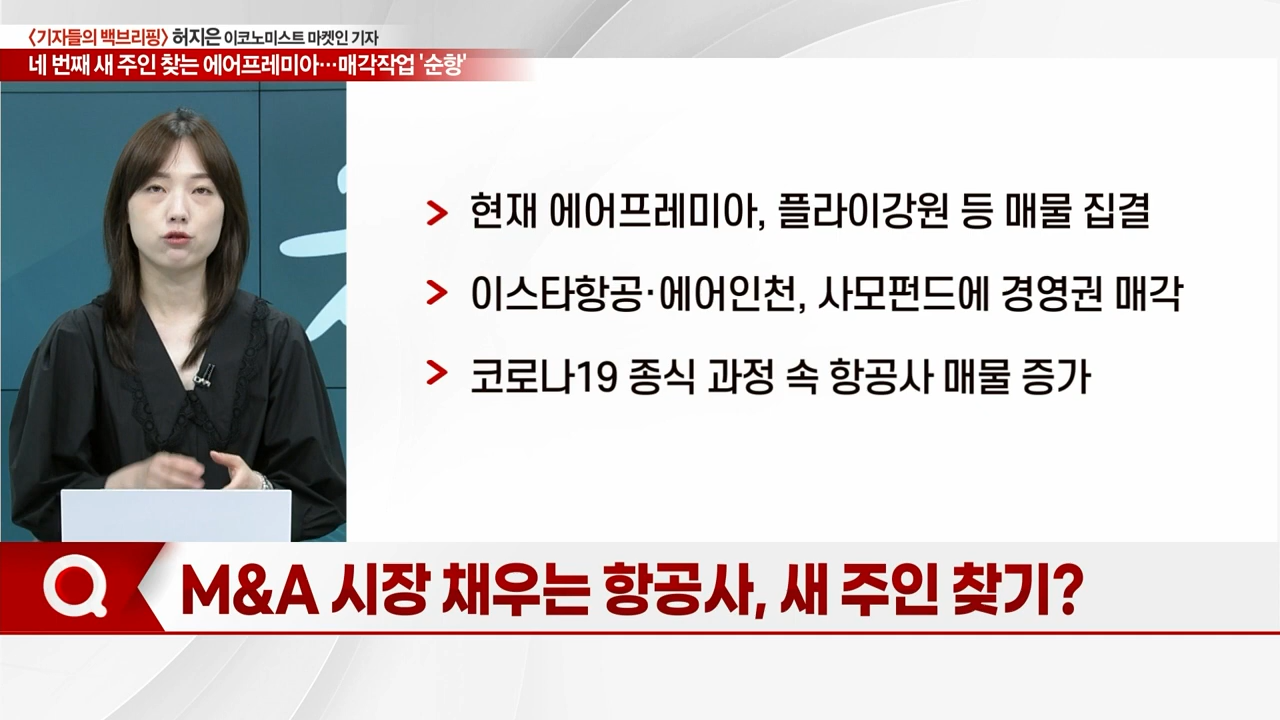 <기자들의 백브리핑> 허지은 이코노미스트 마켓인 기자
네 번째 새 주인 찾는 에어프레미아…매각작업 '순항'
현재 에어프레미아, 플라이강원 등 매물 집결
이스타항공·에어인천, 사모펀드에 경영권 매각
코로나19 종식 과정 속 항공사 매물 증가
Q M&A 시장 채우는 항공사, 새 주인 찾기?